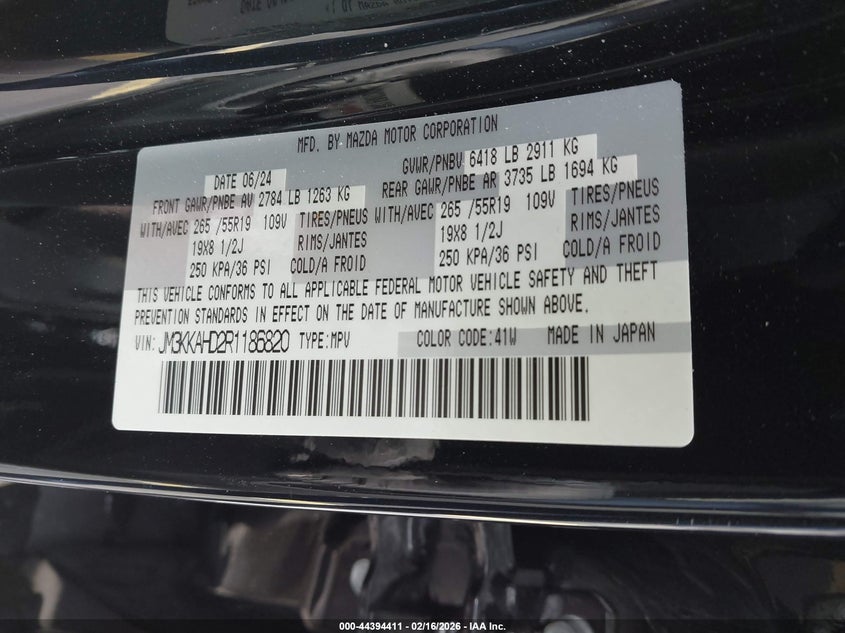 MFD. BY MAZDA MOTOR CORPORATION
DATE 06/24 GVWR/PNBV 6418 LB 2911 KG
FRONT GAWR/PNBE AV 2784 LB 1263 KG REAR GAWR/PNBE AR 3735 LB 1694 KG
WITH/AVEC 265 /55R19 109V TIRES/PNEUS WITH/AVEC 265 /55R19 109V TIRES/PNEUS
19X8 1/2J RIMS/JANTES 19X8 1/2J RIMS/JANTES
250 KPA/36 PSI COLD/A FROID 250 KPA/36 PSI COLD/A FROID
THIS VEHICLE CONFORMS TO ALL APPLICABLE FEDERAL MOTOR VEHICLE SAFETY AND THEFT
PREVENTION STANDARDS IN EFFECT ON THE DATE OF MANUFACTURE SHOWN ABOVE.
VIN: JM3KKAHD2R1185820 TYPE:MPV COLOR CODE:41W MADE IN JAPAN
000-44394411 - 02/16/2026 - IAA Inc.